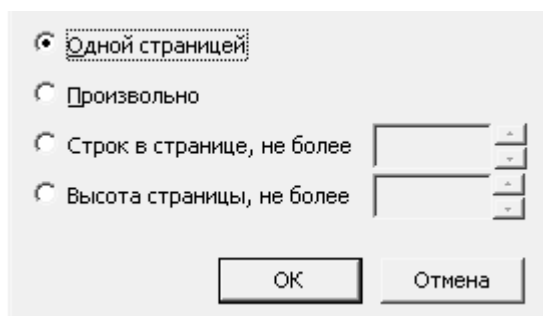 Одной страницей
Произвольно
Строк в странице, не более
Высота страницы, не более
ОК
Отмена